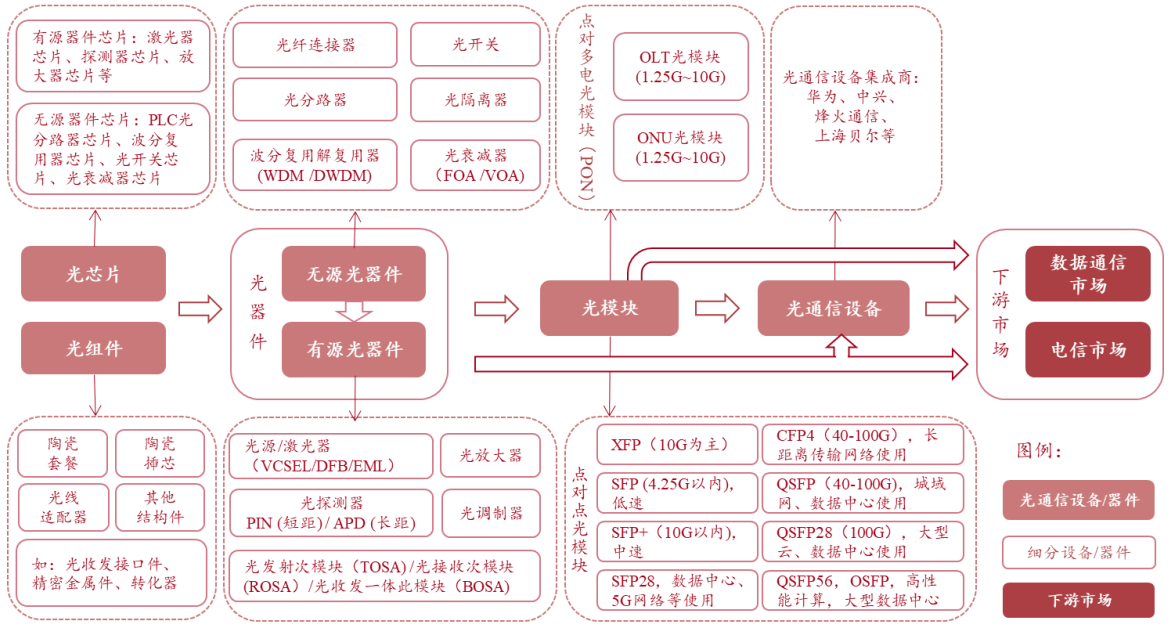 有源器件芯片：激光器
芯片、探测器芯片、放
大器芯片等
无源器件芯片：PLC光
分路器芯片、波分复
用器芯片、光开关芯
片、光衰减器芯片
光纤连接器
光开关
光分路器
光隔离器
波分复用解复用器
(WDM /DWDM)
光衰减器
（FOA /VOA)
点对多电光模块（PON）
OLT光模块
(1.25G~10G)
ONU光模块
(1.25G~10G)
光通信设备集成商：
华为、中兴、
烽火通信、
上海贝尔等
光芯片
光组件
光器件
无源光器件
有源光器件
光模块
光通信设备
下游市场
数据通信
市场
电信市场
陶瓷
套餐
陶瓷
插芯
光线
适配器
其他
结构件
如：光收发接口件、
精密金属件、转化器
光源/激光器
（VCSEL/DFB/EML）
光放大器
光探测器
PIN (短距) / APD (长距)
光调制器
光发射次模块（TOSA) /光接收次模块
(ROSA）/光收发一体此模块（BOSA)
点对点光模块
XFP（10G为主）
CFP4（40-100G），长
距离传输网络使用
SFP (4.25G以内)，
低速
QSFP（40-100G)，城域
网、数据中心使用
SFP+（10G以内)，
中速
QSFP28（100G），大型
云、数据中心使用
SFP28，数据中心、
5G网络等使用
QSFP56，OSFP，高性
能计算，大型数据中心
图例：
光通信设备/器件
细分设备/器件
下游市场